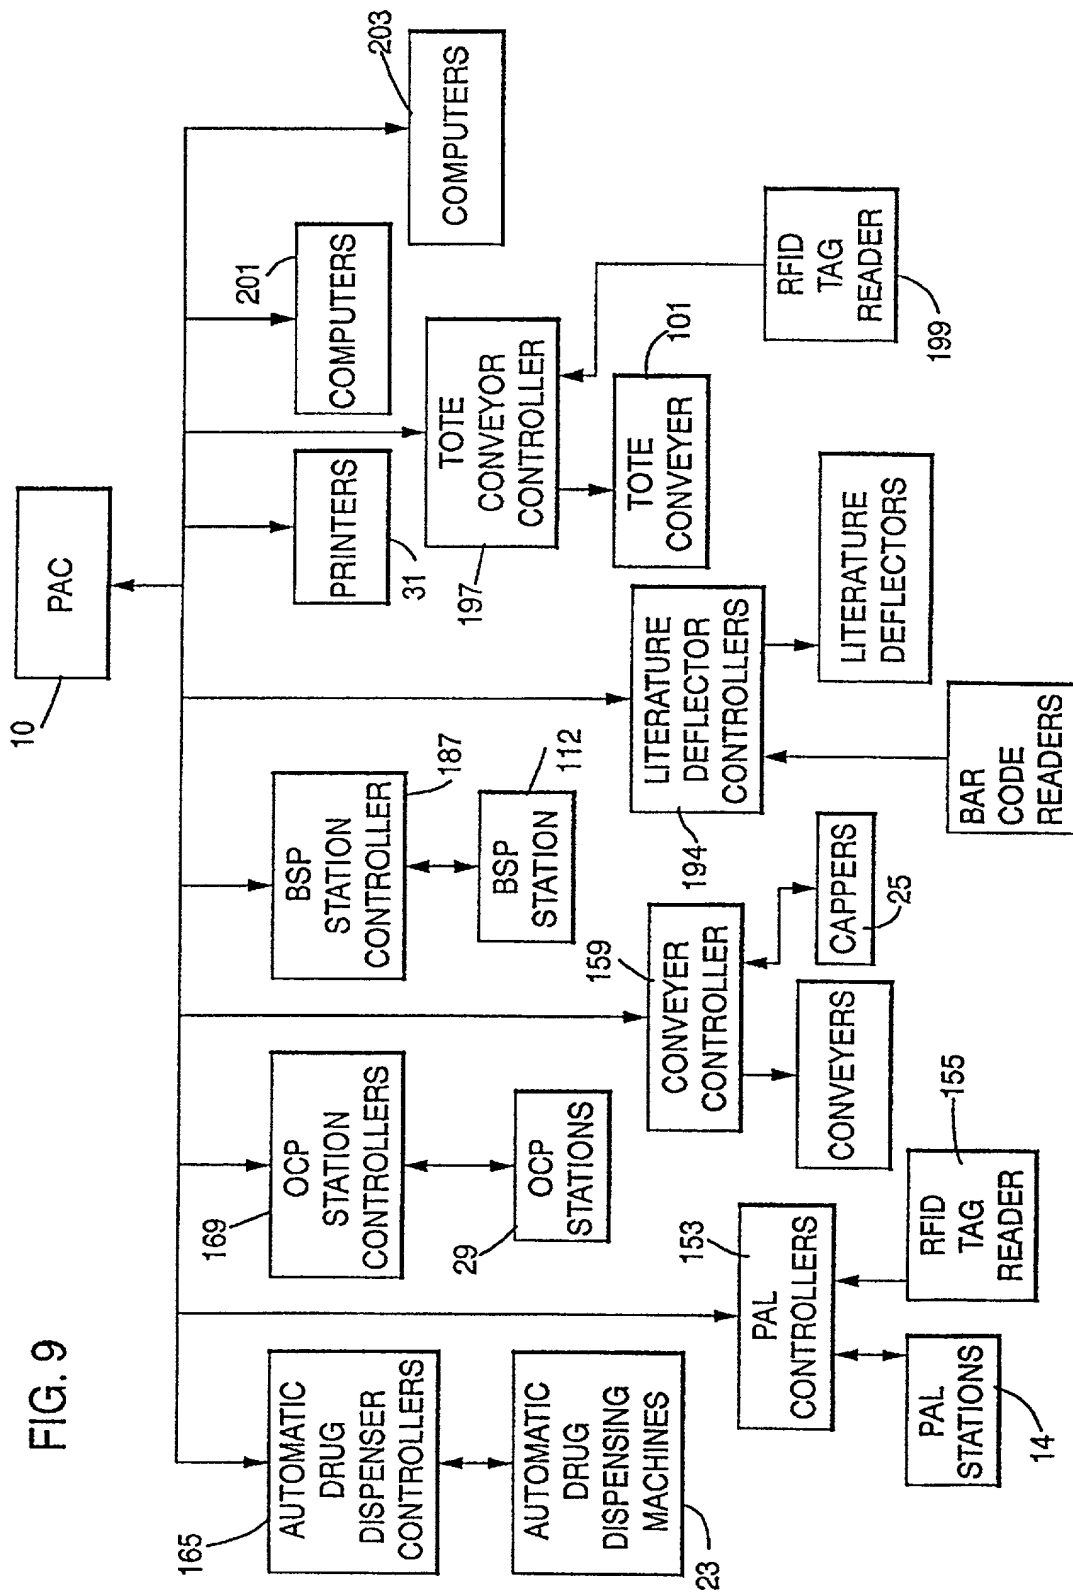 FIG. 9
10
PAC
165
AUTOMATIC
DRUG
DISPENSER
CONTROLLERS
AUTOMATIC
DRUG
DISPENSING
MACHINES
23
169
OCP
STATION
CONTROLLERS
29
OCP
STATIONS
153
PAL
CONTROLLERS
PAL
STATIONS
14
155
RFID
TAG
READER
BSP
STATION
CONTROLLER
187
112
BSP
STATION
159
CONVEYER
CONTROLLER
CONVEYERS
CAPPERS
25
194
LITERATURE
DEFLECTOR
CONTROLLERS
BAR
CODE
READERS
LITERATURE
DEFLECTORS
PRINTERS
31
197
TOTE
CONVEYOR
CONTROLLER
TOTE
CONVEYER
101
RFID
TAG
READER
199
201
COMPUTERS
203
COMPUTERS